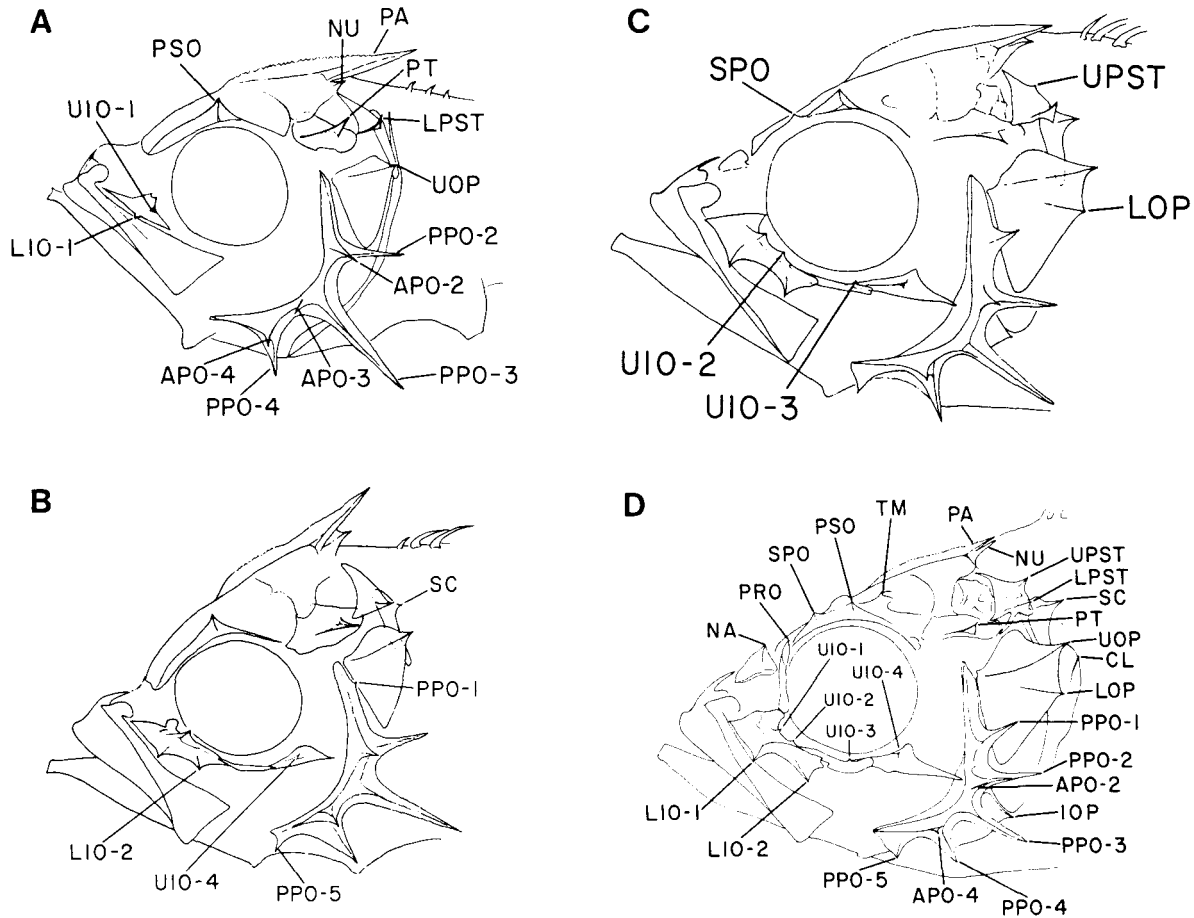 A
NU
PA
PSO
PT
UIO-1
LPST
UOP
LIO-1
PPO-2
APO-2
APO-4
APO-3
PPO-3
PPO-4
C
SPO
UPST
LOP
UIO-2
UIO-3
B
SC
PPO-1
LIO-2
UIO-4
PPO-5
D
TM
PSO
PA
SPO
NU
UPST
PRO
LPST
SC
PT
NA
UOP
UIO-1
UIO-4
CL
UIO-2
LOP
UIO-3
PPO-1
PPO-2
APO-2
LIO-1
IOP
LIO-2
PPO-3
PPO-5
APO-4
PPO-4